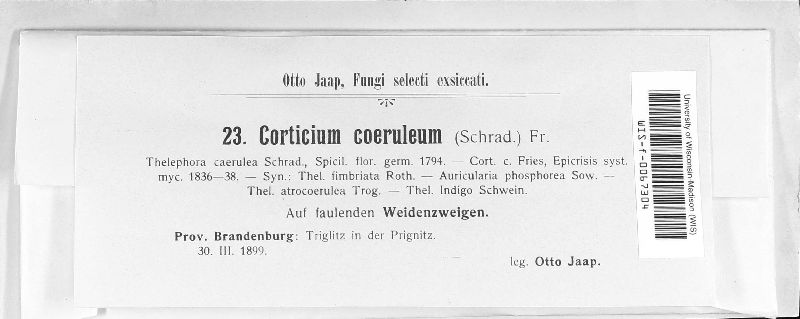 Otto Jaap, Fungi selecti exsiccati.
23. Corticium coeruleum (Schrad.) Fr.
Thelephora caerulea Schrad., Spicil. flor. germ. 1794. — Cort. c. Fries, Epicrisis syst.
myc. 1836—38. — Syn.: Thel. fimbriata Roth. — Auricularia phosphorea Sow. —
Thel. atrocoerulea Trog. — Thel. Indigo Schwein.
Auf faulenden Weidenzweigen.
Prov. Brandenburg: Triglitz in der Prignitz.
30. III. 1899.
leg. Otto Jaap.
University of Wisconsin Madison (WIS)
WIS-f-0067304